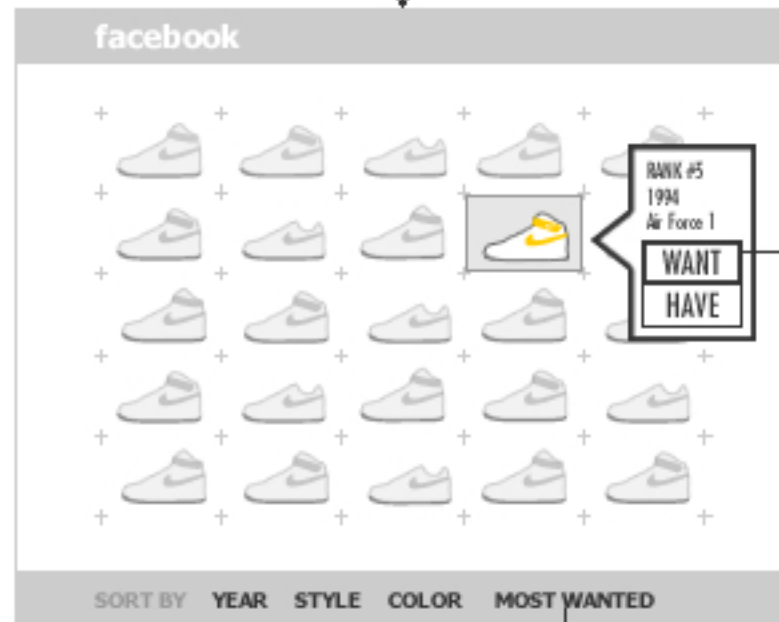 facebook
RANK #5
1994
Air Force 1
WANT
HAVE
SORT BY YEAR STYLE COLOR MOST WANTED